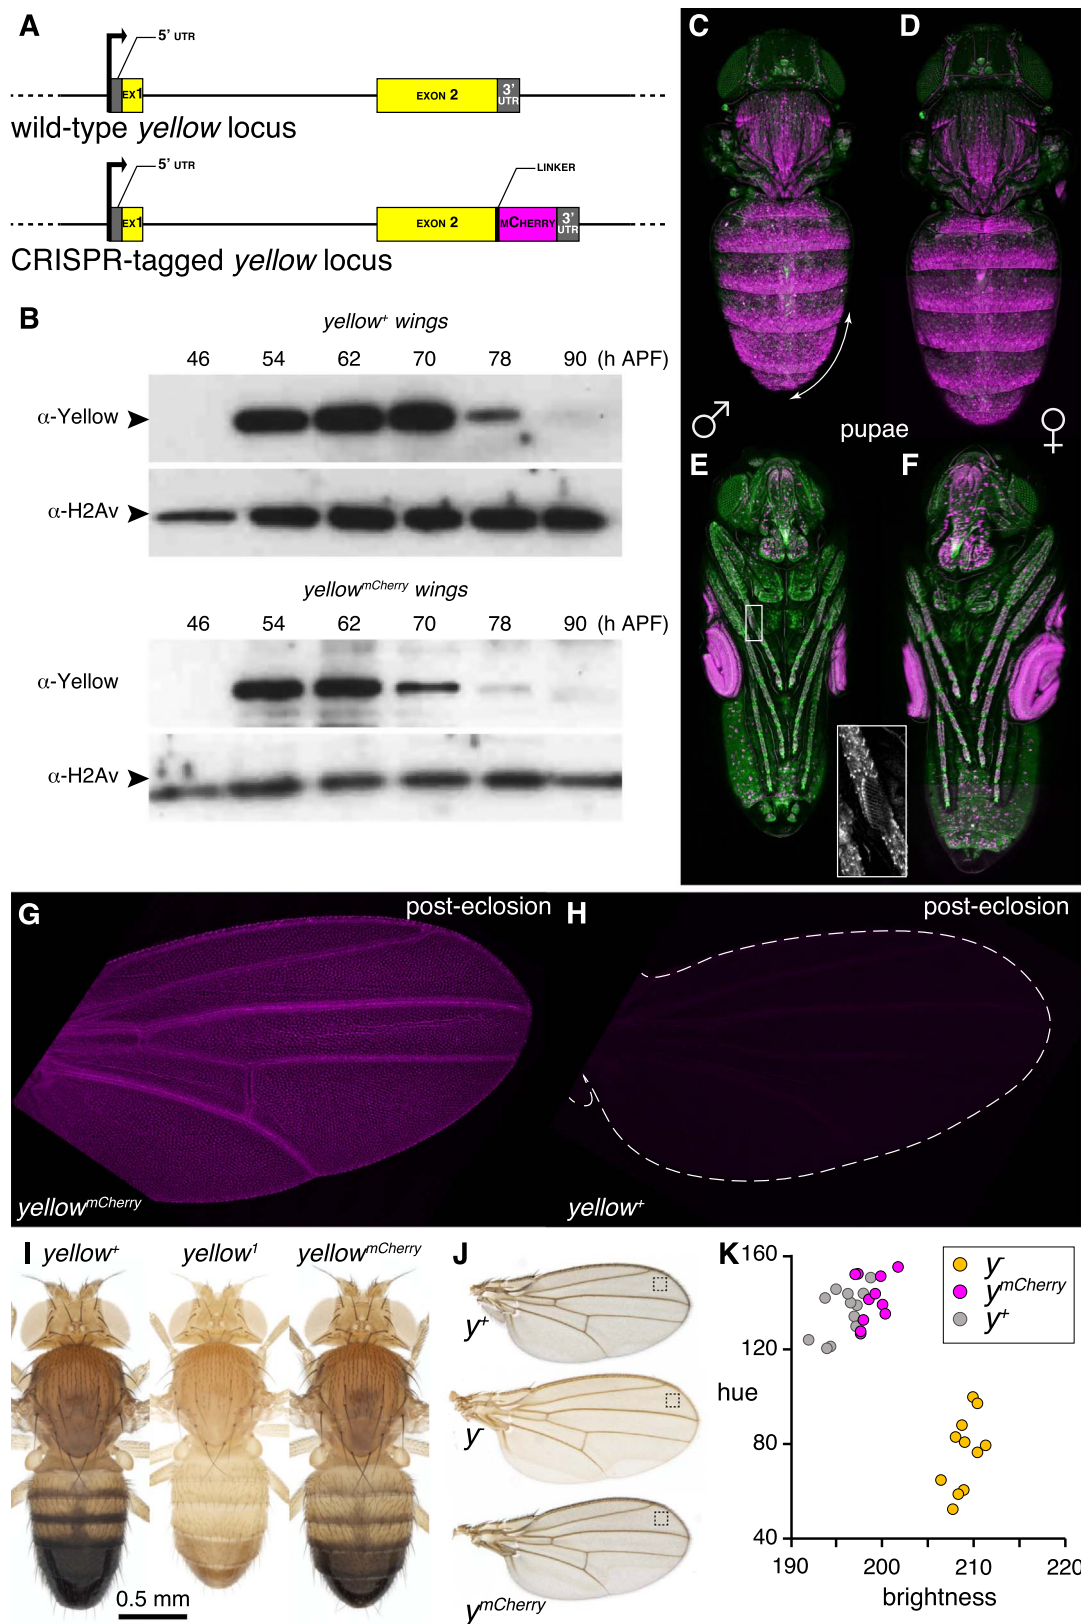 A
5' UTR
EX1
EXON 2
3' UTR
wild-type yellow locus
5' UTR
LINKER
EX1
EXON 2
MCHERRY
3' UTR
CRISPR-tagged yellow locus
B
yellow+ wings
46 54 62 70 78 90 (h APF)
α-Yellow
α-H2Av
yellowmCherry wings
46 54 62 70 78 90 (h APF)
α-Yellow
α-H2Av
C
D
♂
pupae
♀
E
F
G
post-eclosion
yellowmCherry
H
post-eclosion
yellow+
I
yellow+
yellow1
yellowmCherry
0.5 mm
J
y+
y-
ymCherry
K
160
120
80
40
hue
190
200
210
220
brightness
y-
ymCherry
y+